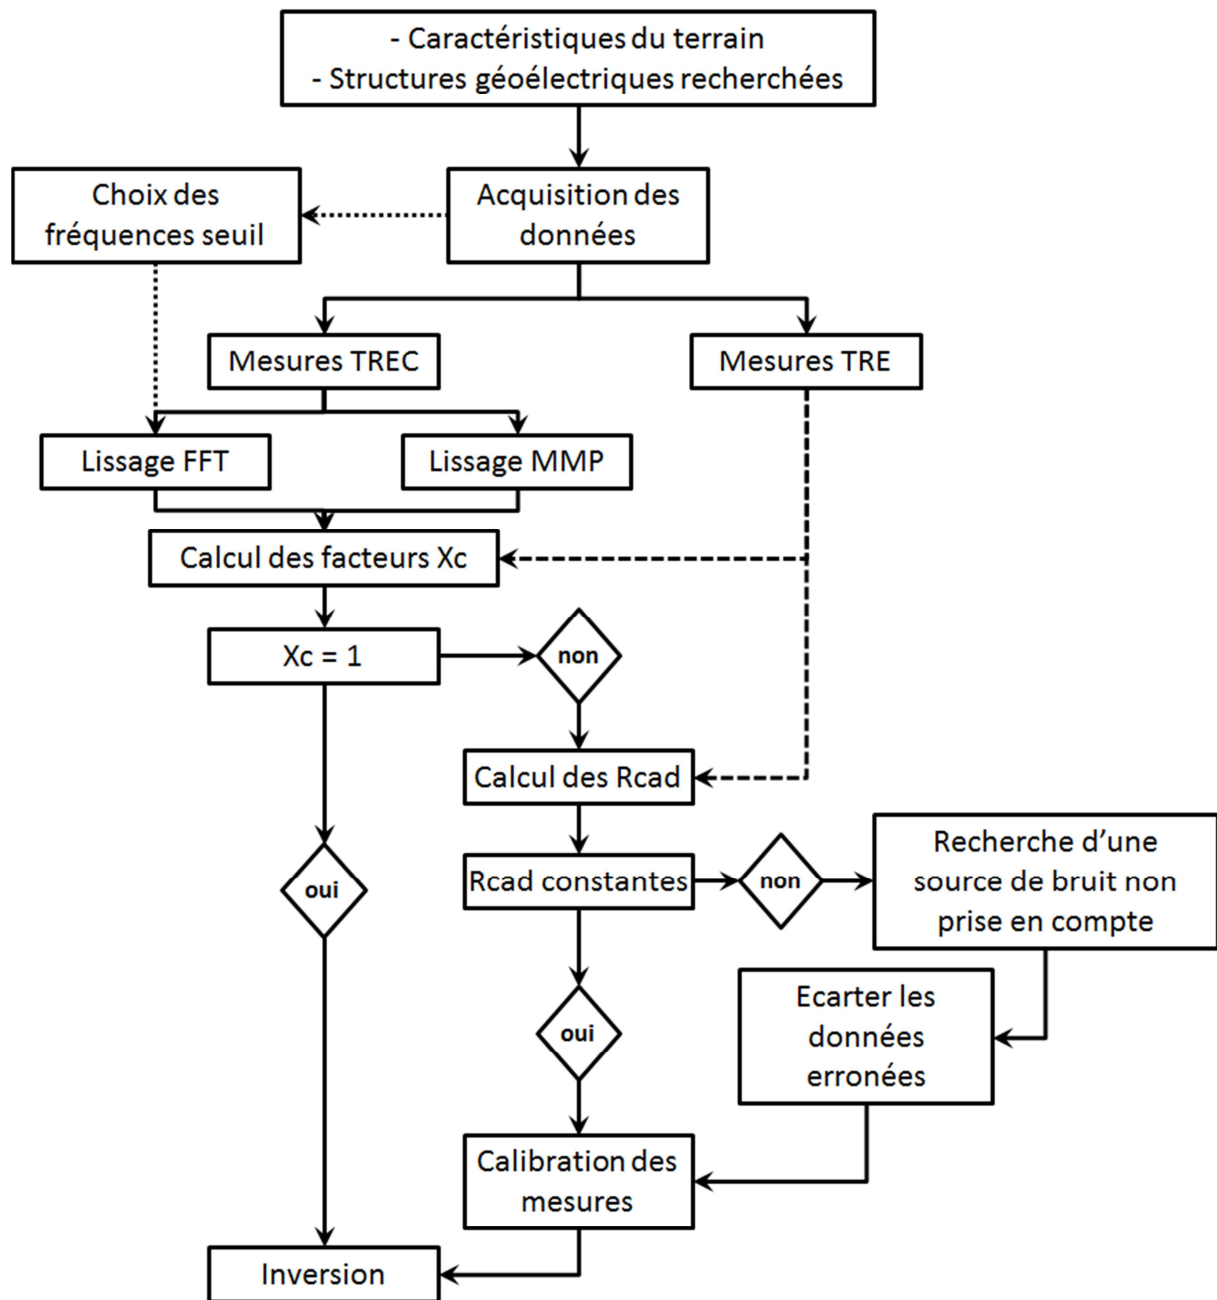 - Caractéristiques du terrain
- Structures géoélectriques recherchées
Choix des
fréquences seuil
Acquisition des
données
Mesures TREC
Mesures TRE
Lissage FFT
Lissage MMP
Calcul des facteurs Xc
Xc = 1
non
Calcul des Rcad
oui
Rcad constantes
non
Recherche d'une
source de bruit non
prise en compte
Ecarter les
données
erronées
oui
Calibration des
mesures
Inversion